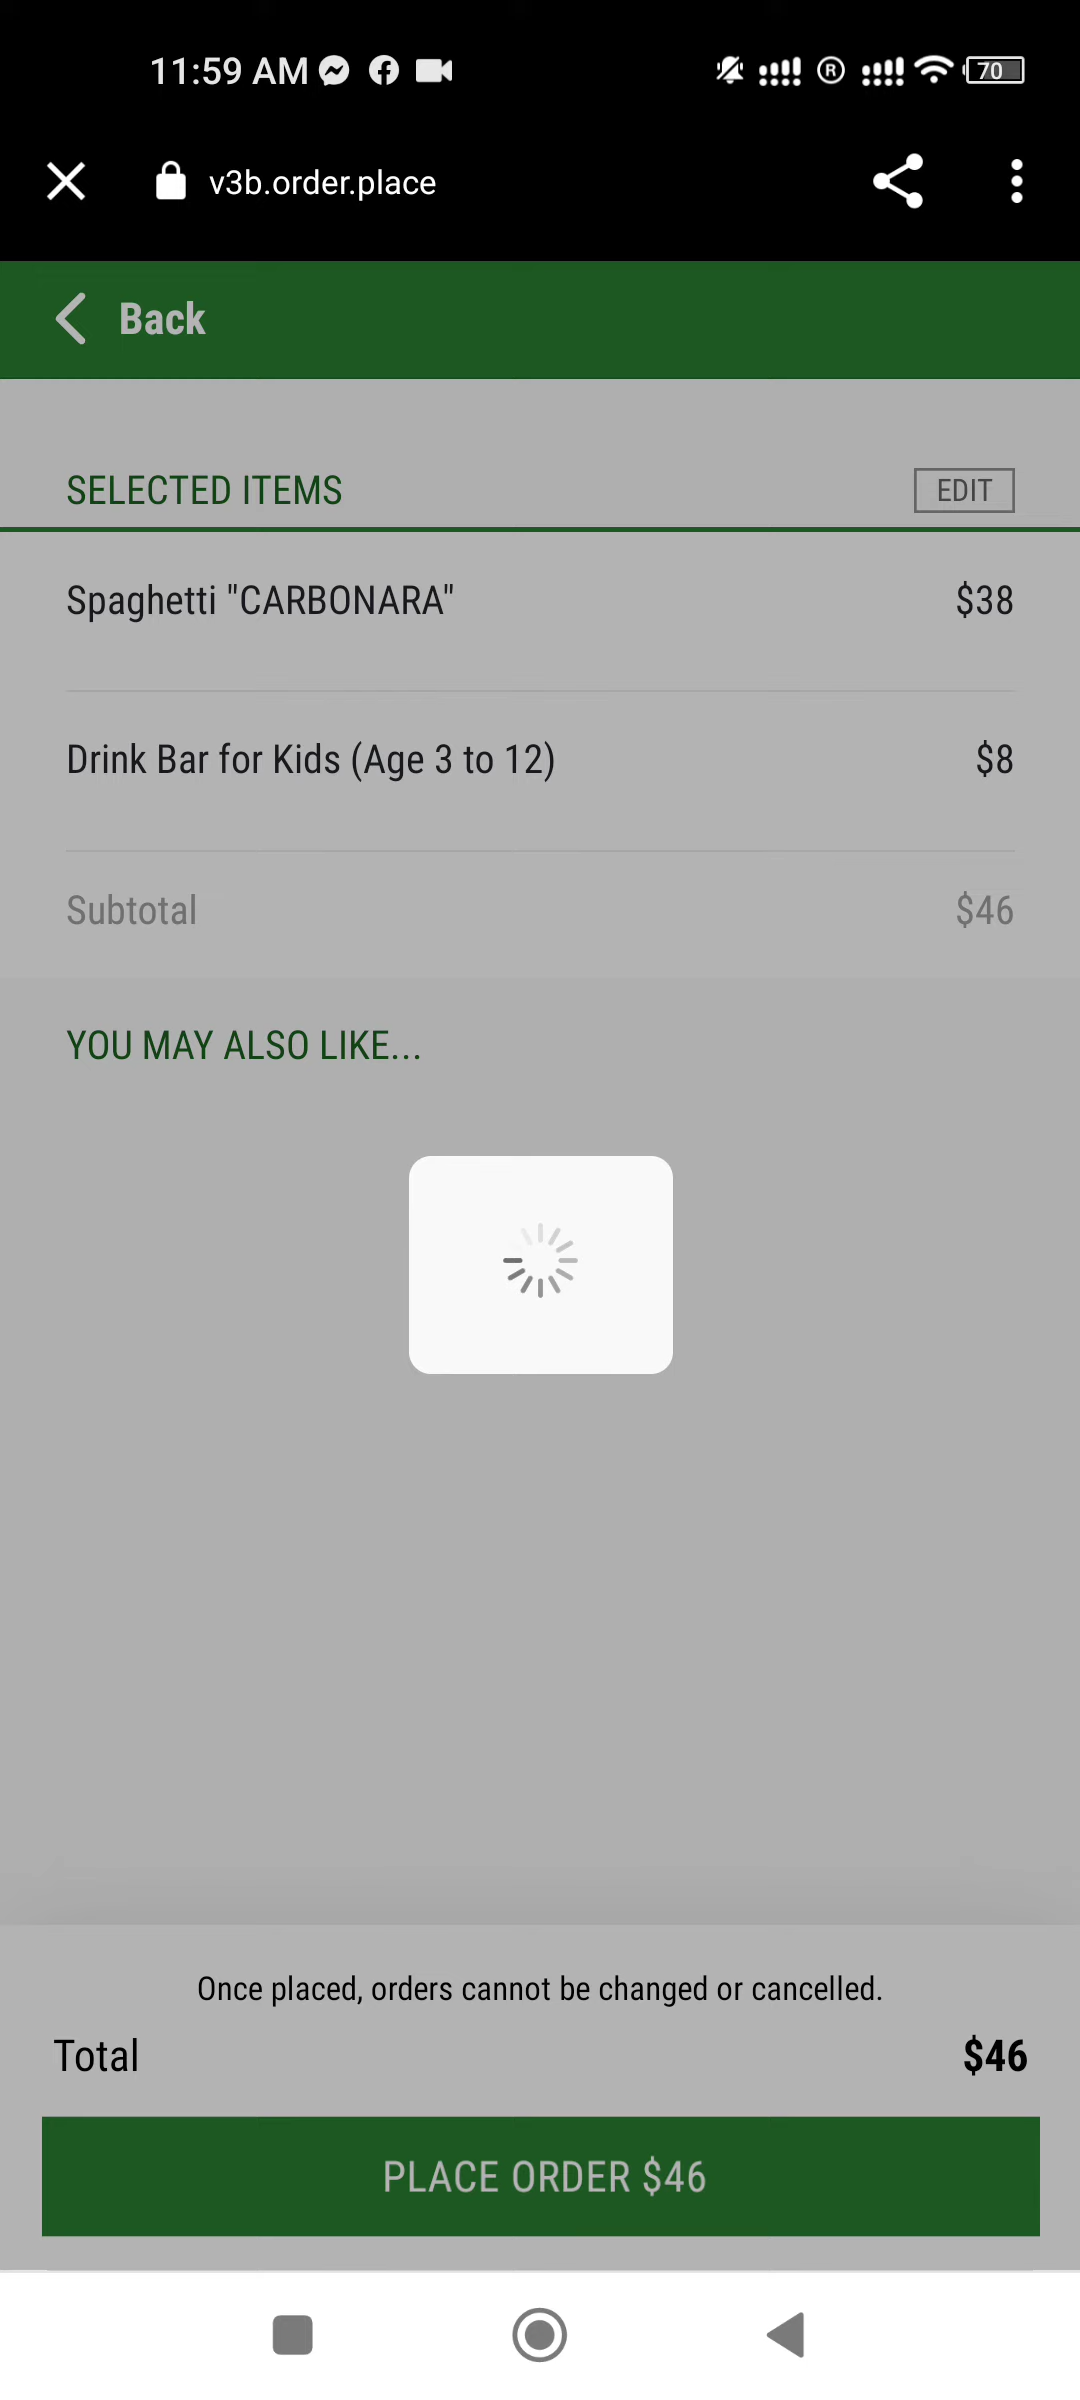 11:59 AM
70
v3b.order.place
Back
SELECTED ITEMS
EDIT
Spaghetti "CARBONARA"
$38
Drink Bar for Kids (Age 3 to 12)
$8
Subtotal
$46
YOU MAY ALSO LIKE...
Once placed, orders cannot be changed or cancelled.
Total
$46
PLACE ORDER $46